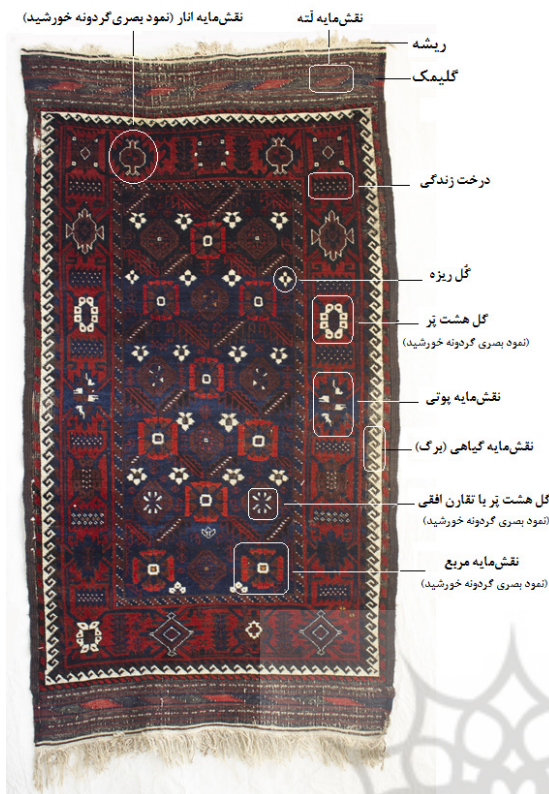 نقش‌مایه انار (نمود بصری گردونه خورشید)
نقش‌مایه لَته
ریشه
گلیمک
درخت زندگی
گُل ریزه
گل هشت پَر
(نمود بصری گردونه خورشید)
نقش‌مایه پوتی
نقش‌مایه گیاهی (برگ)
گل هشت پَر با تقارن افقی
(نمود بصری گردونه خورشید)
نقش‌مایه مربع
(نمود بصری گردونه خورشید)